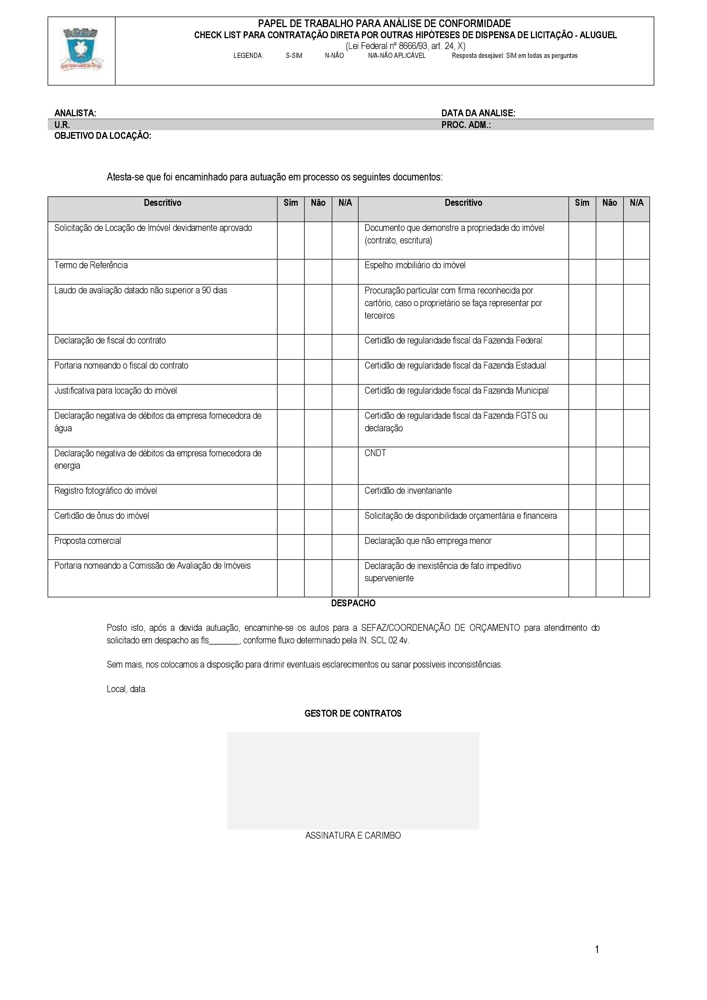 PAPEL DE TRABALHO PARA ANÁLISE DE CONFORMIDADE
CHECK LIST PARA CONTRATAÇÃO DIRETA POR OUTRAS HIPÓTESES DE DISPENSA DE LICITAÇÃO - ALUGUEL
(Lei Federal nº 8666/93, art. 24, X)
LEGENDA: S-SIM N-NÃO N/A-NÃO APLICÁVEL Resposta desejável: SIM em todas as perguntas
ANALISTA: DATA DA ANALISE:
U.R. PROC. ADM.:
OBJETIVO DA LOCAÇÃO:
Atesta-se que foi encaminhado para autuação em processo os seguintes documentos:
Descritivo Sim Não N/A Descritivo Sim Não N/A
Solicitação de Locação de Imóvel devidamente aprovado
Documento que demonstre a propriedade do imóvel
(contrato, escritura)
Termo de Referência
Espelho imobiliário do imóvel
Laudo de avaliação datado não superior a 90 dias
Procuração particular com firma reconhecida por
cartório, caso o proprietário se faça representar por
terceiros
Declaração de fiscal do contrato
Certidão de regularidade fiscal da Fazenda Federal
Portaria nomeando o fiscal do contrato
Certidão de regularidade fiscal da Fazenda Estadual
Justificativa para locação do imóvel
Certidão de regularidade fiscal da Fazenda Municipal
Declaração negativa de débitos da empresa fornecedora de
água
Certidão de regularidade fiscal da Fazenda FGTS ou
declaração
Declaração negativa de débitos da empresa fornecedora de
energia
CNDT
Registro fotográfico do imóvel
Certidão de inventariante
Certidão de ônus do imóvel
Solicitação de disponibilidade orçamentária e financeira
Proposta comercial
Declaração que não emprega menor
Portaria nomeando a Comissão de Avaliação de Imóveis
Declaração de inexistência de fato impeditivo
superveniente
DESPACHO
Posto isto, após a devida autuação, encaminhe-se os autos para a SEFAZ/COORDENAÇÃO DE ORÇAMENTO para atendimento do
solicitado em despacho as fls_______, conforme fluxo determinado pela IN. SCL 02.4v.
Sem mais, nos colocamos a disposição para dirimir eventuais esclarecimentos ou sanar possíveis inconsistências.
Local, data.
GESTOR DE CONTRATOS
ASSINATURA E CARIMBO
1